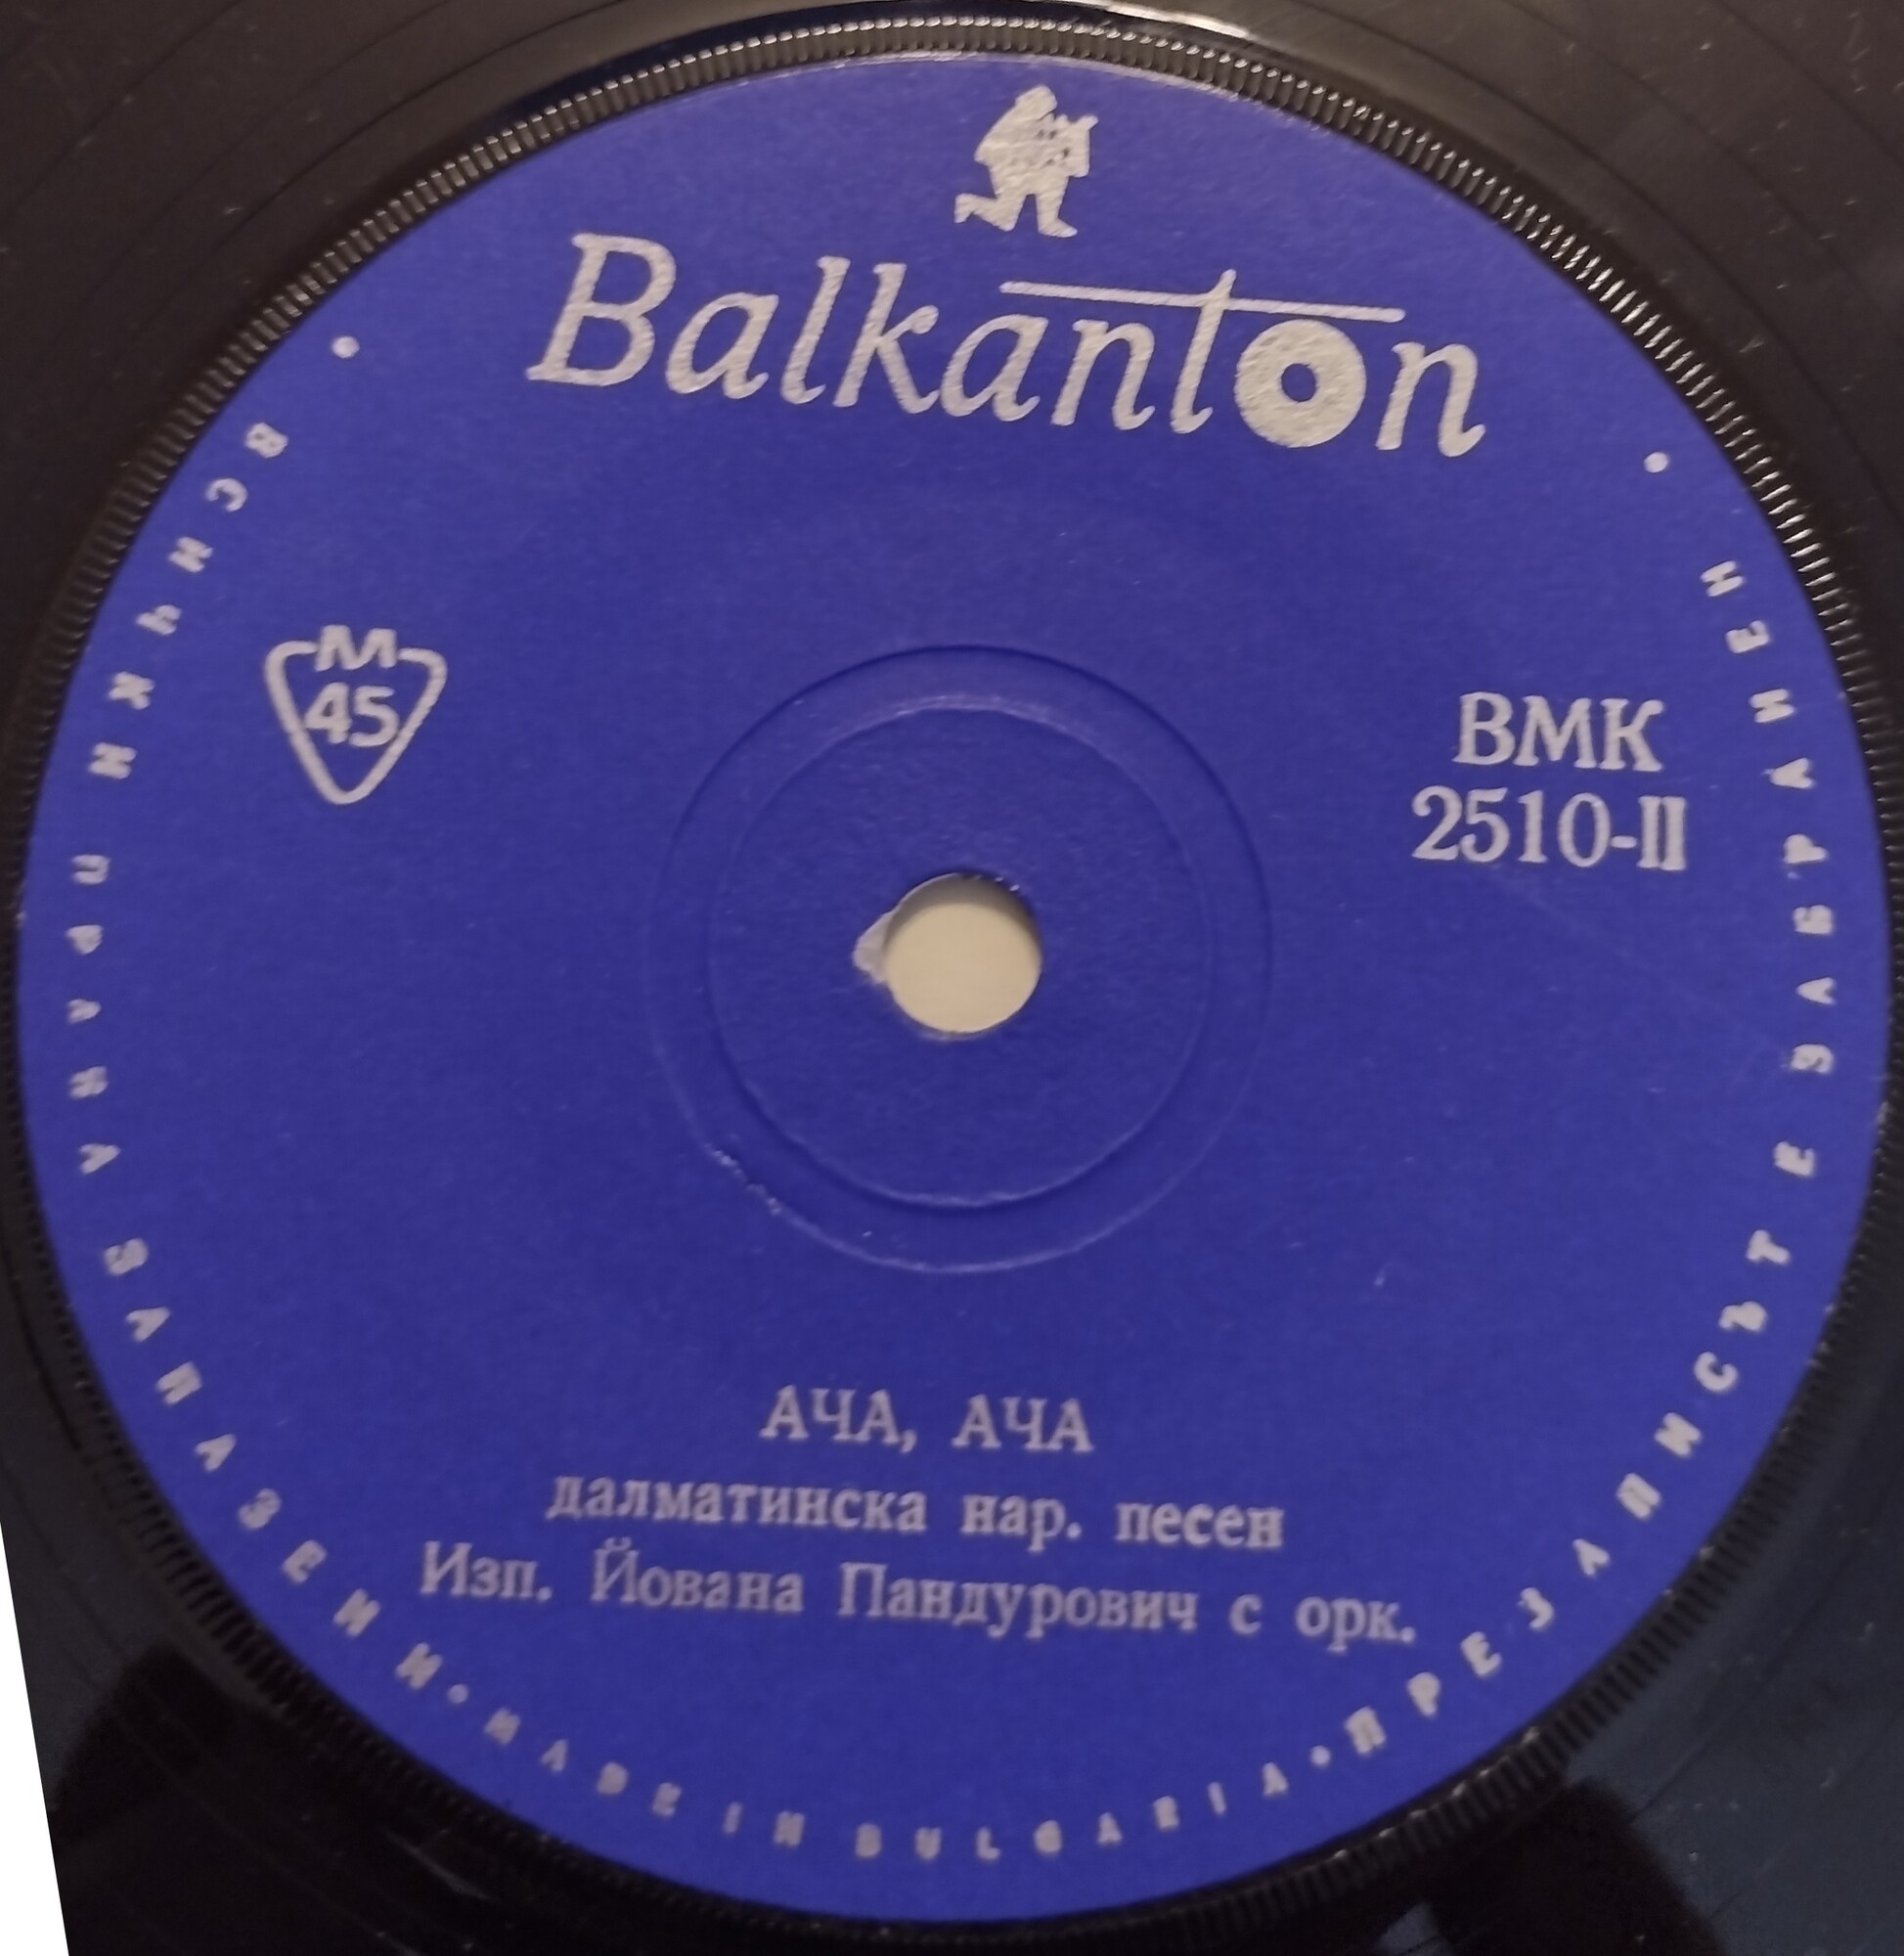 Balkanton
M
45
ВМК
2510-II
АЧА, АЧА
далматинска нар. песен
Изп. Йована Пандурович с орк.
ВСИЧКИ ПРАВА ЗАПАЗЕНИ • MADE IN BULGARIA • ПРЕЗАПИСЪТ Е ЗАБРАНЕН